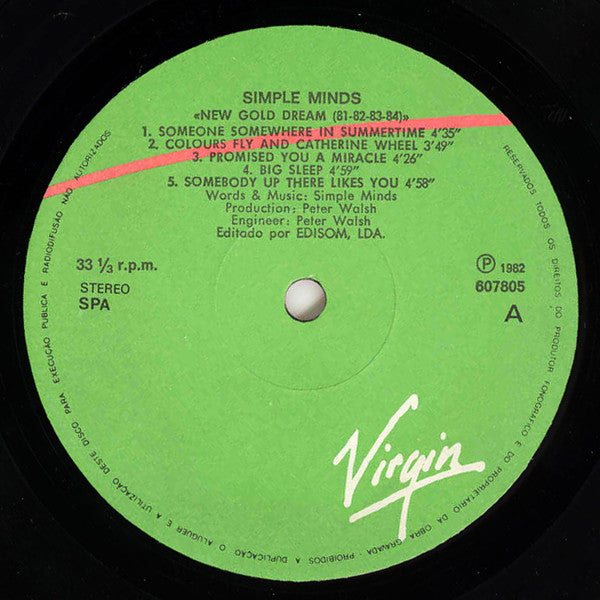 SIMPLE MINDS
«NEW GOLD DREAM (81-82-83-84)»
1. SOMEONE SOMEWHERE IN SUMMERTIME 4'35"
2. COLOURS FLY AND CATHERINE WHEEL 3'49"
3. PROMISED YOU A MIRACLE 4'26"
4. BIG SLEEP 4'59"
5. SOMEBODY UP THERE LIKES YOU 4'58"
Words & Music: Simple Minds
Production: Peter Walsh
Engineer: Peter Walsh
Editado por EDISOM, LDA.
33 ⅓ r.p.m.
STEREO
SPA
Ⓟ 1982
607805
A
Virgin
RESERVADOS TODOS OS DIREITOS DO PRODUTOR FONOGRÁFICO E DO PROPRIETÁRIO DA OBRA GRAVADA - PROIBIDOS A DUPLICAÇÃO O ALUGUER E A UTILIZAÇÃO DESTE DISCO PARA EXECUÇÃO PUBLICA E RADIODIFUSÃO NÃO AUTORIZADOS